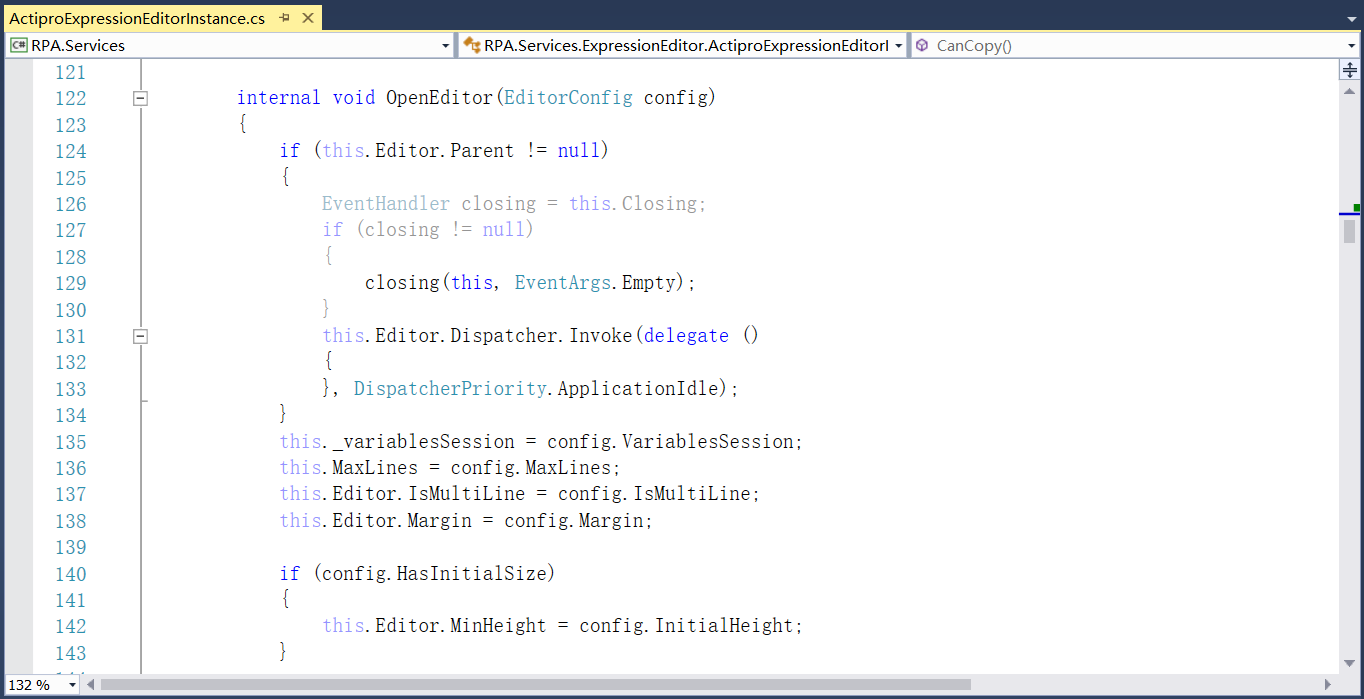 ActiproExpressionEditorInstance.cs
C# RPA.Services
RPA.Services.ExpressionEditor.ActiproExpressionEditorI
CanCopy()
121
122 internal void OpenEditor(EditorConfig config)
123 {
124 if (this.Editor.Parent != null)
125 {
126 EventHandler closing = this.Closing;
127 if (closing != null)
128 {
129 closing(this, EventArgs.Empty);
130 }
131 this.Editor.Dispatcher.Invoke(delegate ()
132 {
133 }, DispatcherPriority.ApplicationIdle);
134 }
135 this._variablesSession = config.VariablesSession;
136 this.MaxLines = config.MaxLines;
137 this.Editor.IsMultiLine = config.IsMultiLine;
138 this.Editor.Margin = config.Margin;
139
140 if (config.HasInitialSize)
141 {
142 this.Editor.MinHeight = config.InitialHeight;
143 }
132 %